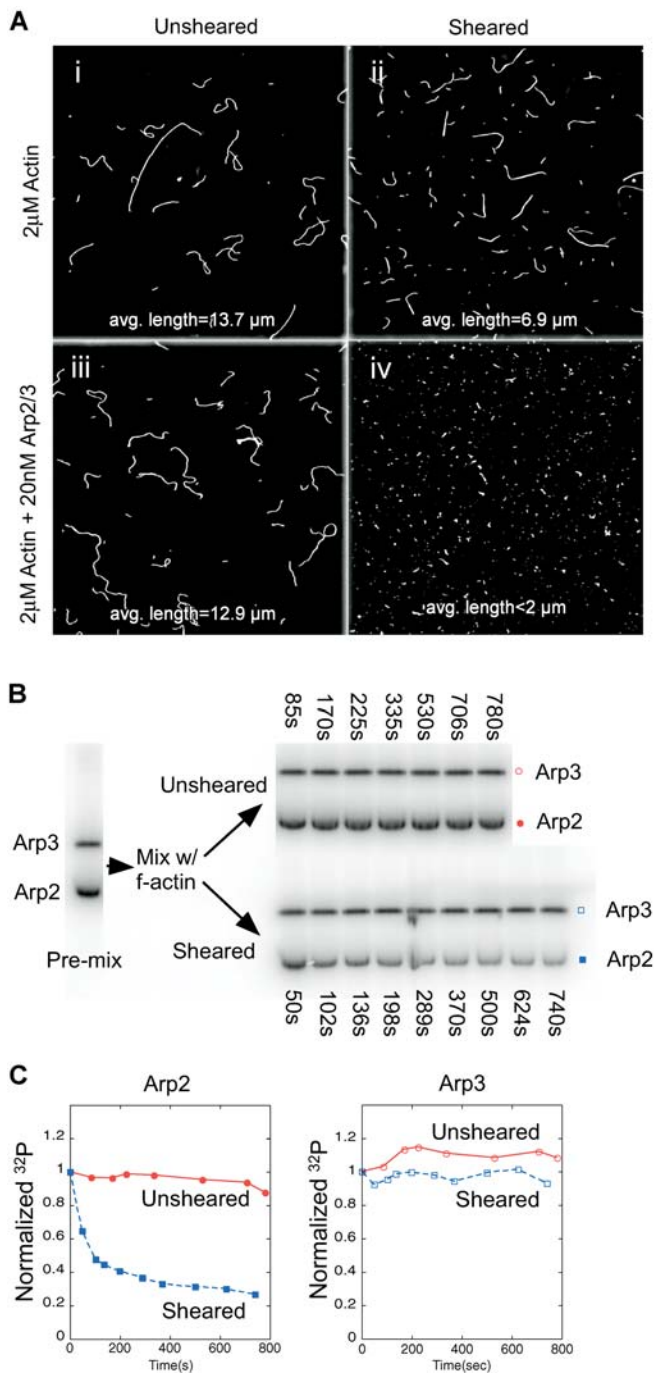 A
Unsheared
Sheared
2μM Actin
i
ii
avg. length=13.7 μm
avg. length=6.9 μm
2μM Actin + 20nM Arp2/3
iii
iv
avg. length=12.9 μm
avg. length<2 μm
B
85s
170s
225s
335s
530s
706s
780s
Unsheared
Arp3
Arp2
Arp3
Arp2
Mix w/
f-actin
Pre-mix
Sheared
Arp3
Arp2
50s
102s
136s
198s
289s
370s
500s
624s
740s
C
Arp2
Normalized ³²P
1.2
1
0.8
0.6
0.4
0.2
0
0 200 400 600 800
Time(s)
Unsheared
Sheared
Arp3
Normalized ³²P
1.2
1
0.8
0.6
0.4
0.2
0
0 200 400 600 800
Time(sec)
Unsheared
Sheared